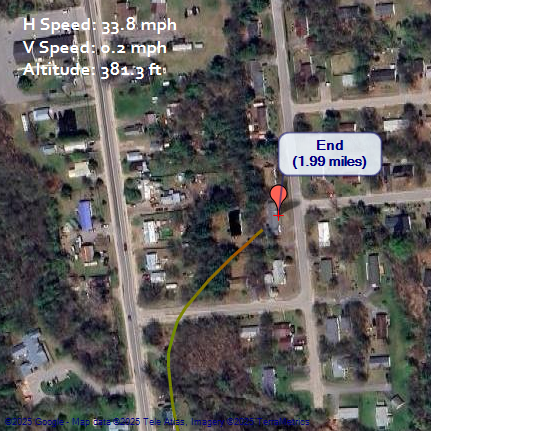 H Speed: 33.8 mph
V Speed: 0.2 mph
Altitude: 381.3 ft
End
(1.99 miles)
©2025 Google - Map data ©2025 Tele Atlas, Imagery ©2025 TerraMetrics